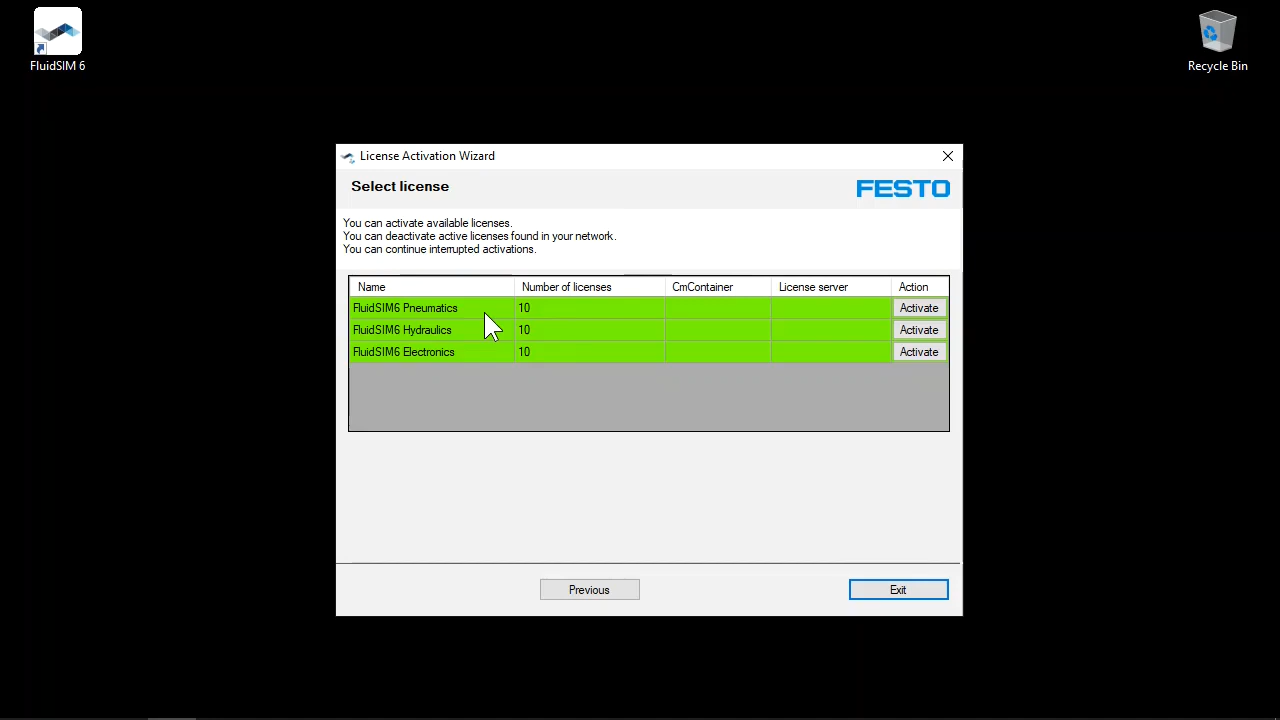 FluidSIM 6
Recycle Bin
License Activation Wizard
Select license
FESTO
You can activate available licenses.
You can deactivate active licenses found in your network.
You can continue interrupted activations.
Name Number of licenses CmContainer License server Action
FluidSIM6 Pneumatics 10 Activate
FluidSIM6 Hydraulics 10 Activate
FluidSIM6 Electronics 10 Activate
Previous Exit